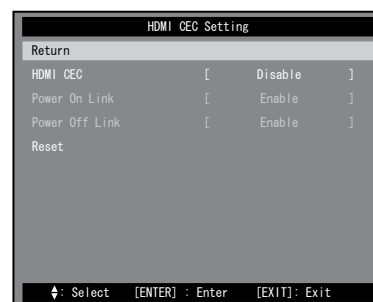 HDMI CEC Setting
Return
HDMI CEC [ Disable ]
Power On Link [ Enable ]
Power Off Link [ Enable ]
Reset
: Select [ENTER] : Enter [EXIT]: Exit